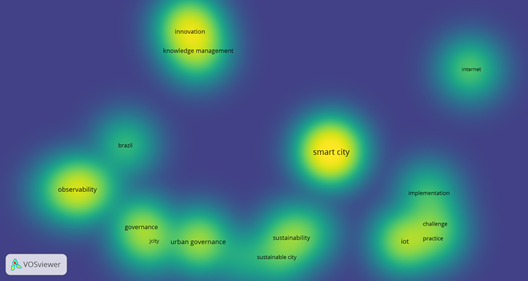 innovation
knowledge management
internet
brazil
smart city
observability
implementation
governance
jcity
urban governance
sustainability
sustainable city
challenge
iot
practice
VOSviewer